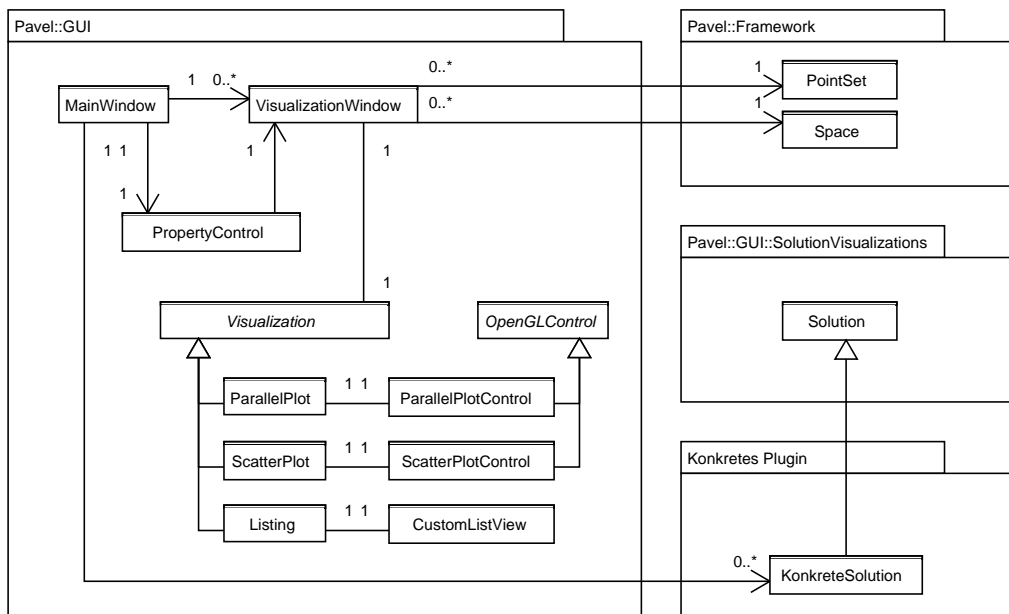 Pavel::GUI
Pavel::Framework
0..* 1
PointSet
1 0..*
MainWindow
VisualizationWindow
0..* 1
Space
1 1
1
1
1
PropertyControl
Pavel::GUI::SolutionVisualizations
1
Visualization
OpenGLControl
Solution
ParallelPlot
1 1
ParallelPlotControl
ScatterPlot
1 1
ScatterPlotControl
Konkretes Plugin
Listing
1 1
CustomListView
0..*
KonkreteSolution